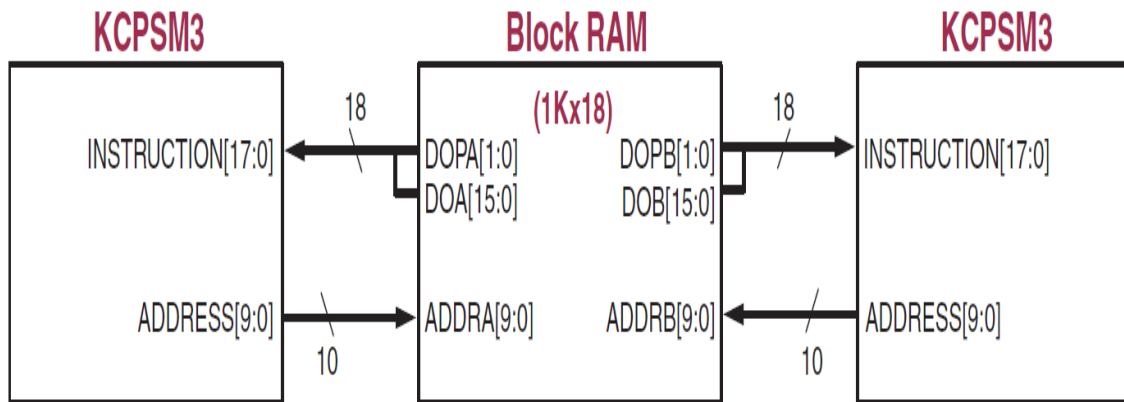 KCPSM3 Block RAM KCPSM3
(1Kx18)
18 18
INSTRUCTION[17:0] DOPA[1:0] DOPB[1:0] INSTRUCTION[17:0]
DOA[15:0] DOB[15:0]
ADDRESS[9:0] ADDRA[9:0] ADDRB[9:0] ADDRESS[9:0]
10 10